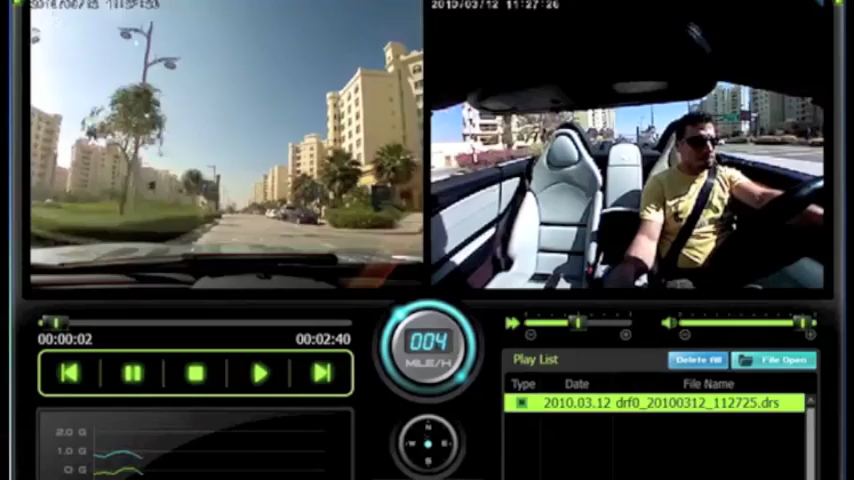 2010/03/12 11:27:26
00:00:02
00:02:40
004
MILE/H
Play List
Delete All
File Open
Type
Date
File Name
2010.03.12
drf0_20100312_112725.drs
2.0 G
1.0 G
0 G
N
W
E
S